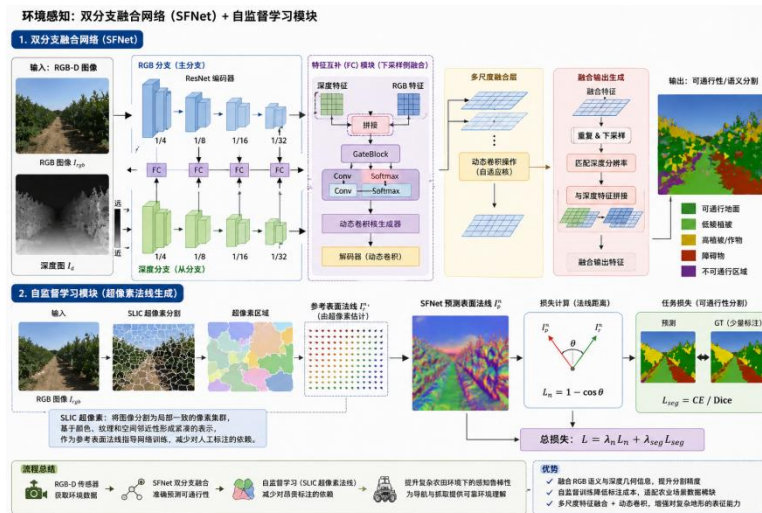 环境感知：双分支融合网络（SFNet）+ 自监督学习模块
1. 双分支融合网络（SFNet）
输入：RGB-D 图像
RGB 图像 I_rgb
近
远
近
深度图 I_d
RGB 分支（主分支）
ResNet 编码器
1/4
1/8
1/16
1/32
FC
FC
FC
FC
1/4
1/8
1/16
1/32
深度分支（从分支）
特征互补（FC）模块（下采样侧融合）
深度特征
RGB 特征
拼接
GateBlock
Conv
Softmax
Conv
Softmax
动态卷积核生成器
解码器（动态卷积）
多尺度融合层
动态卷积操作
（自适应核）
融合输出生成
融合特征
重复 & 下采样
匹配深度分辨率
与深度特征拼接
融合输出特征
输出：可通行性/语义分割
可通行地面
低矮植被
高植被/作物
障碍物
不可通行区域
2. 自监督学习模块（超像素法线生成）
输入
RGB 图像 I_rgb
SLIC 超像素分割
超像素区域
参考表面法线
（由超像素估计）
SLIC 超像素：将图像分割为局部一致的像素集群，
基于颜色、纹理和空间邻近性形成紧凑的表示，
作为参考表面法线指导网络训练，减少对人工标注的依赖。
SFNet 预测表面法线 I_p^n
损失计算（法线距离）
I_p^n
θ
I_s^n
L_n = 1 − cos θ
任务损失（可通行性分割）
预测
GT（少量标注）
L_seg = CE / Dice
总损失：L = λ_n L_n + λ_seg L_seg
流程总结
RGB-D 传感器
获取环境数据
SFNet 双分支融合
准确预测可通行性
自监督学习（SLIC 超像素法线）
减少对昂贵标注的依赖
提升复杂农田环境下的感知鲁棒性
为导航与抓取提供可靠环境理解
优势
✓ 融合 RGB 语义与深度几何信息，提升分割精度
✓ 自监督训练降低标注成本，适配农业场景数据模块
✓ 多尺度特征融合 + 动态卷积，增强对复杂地形的表征能力